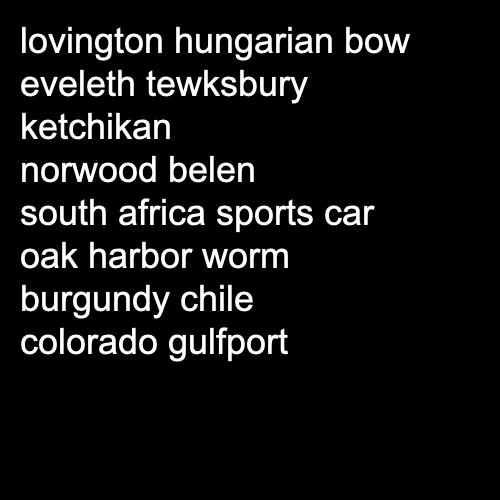 lovington hungarian bow
eveleth tewksbury
ketchikan
norwood belen
south africa sports car
oak harbor worm
burgundy chile
colorado gulfport